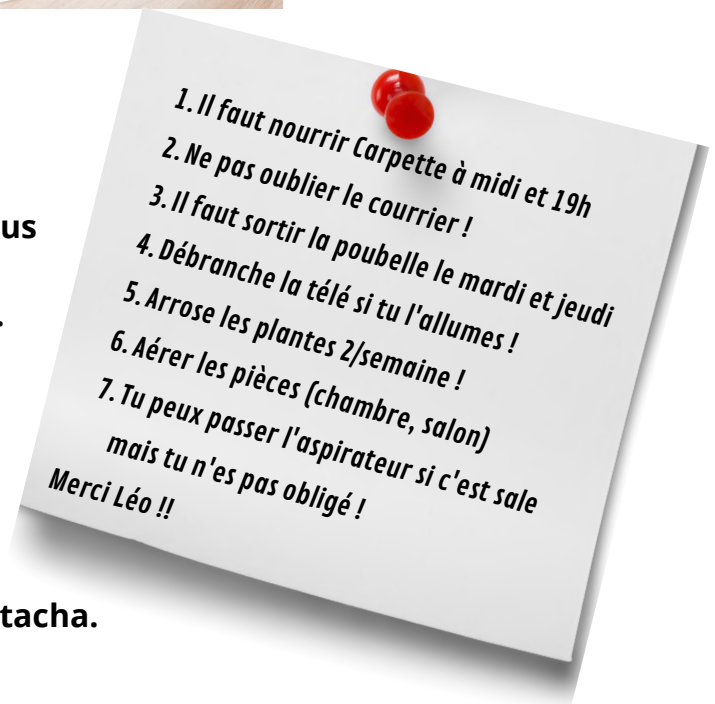 1. Il faut nourrir Carpette à midi et 19h
2. Ne pas oublier le courrier !
3. Il faut sortir la poubelle le mardi et jeudi
us
4. Débranche la télé si tu l'allumes !
.
5. Arrose les plantes 2/semaine !
6. Aérer les pièces (chambre, salon)
7. Tu peux passer l'aspirateur si c'est sale
mais tu n'es pas obligé !
Merci Léo !!
tacha.